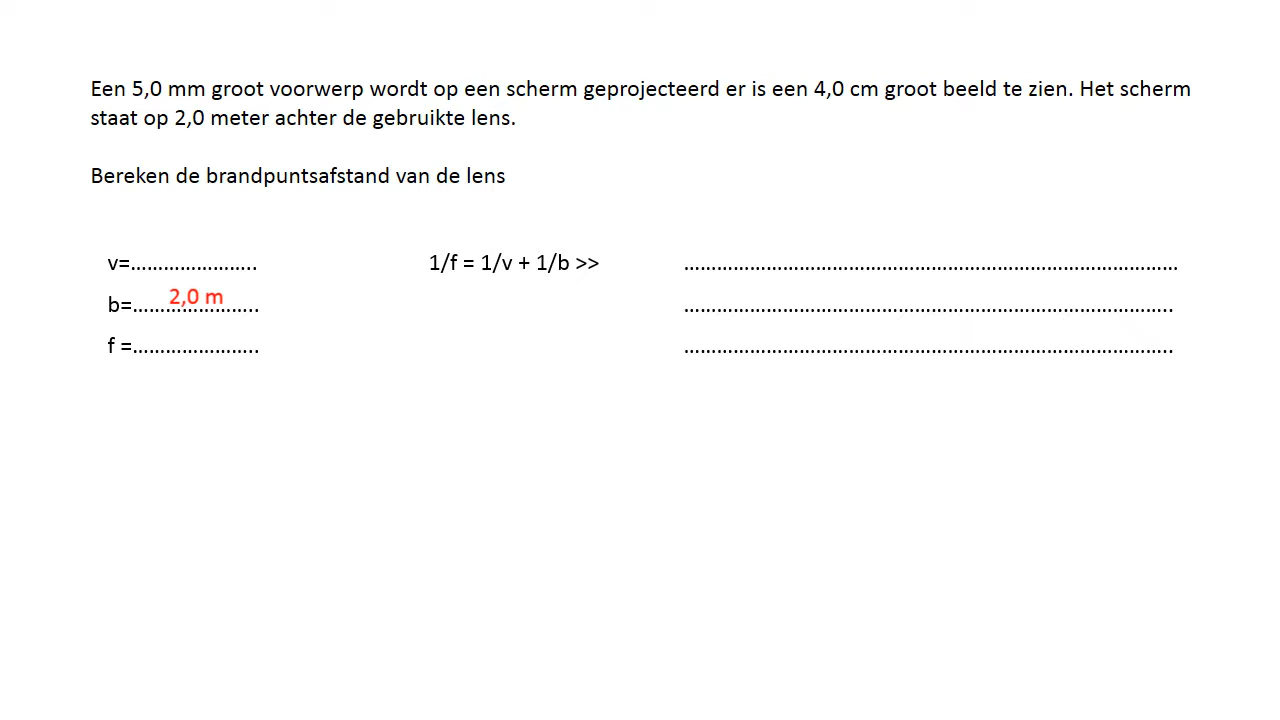 Een 5,0 mm groot voorwerp wordt op een scherm geprojecteerd er is een 4,0 cm groot beeld te zien. Het scherm
staat op 2,0 meter achter de gebruikte lens.
Bereken de brandpuntsafstand van de lens
v=....................... 1/f = 1/v + 1/b >> ..........................................................................................
b=....................... 2,0 m .........................................................................................
f =....................... .........................................................................................